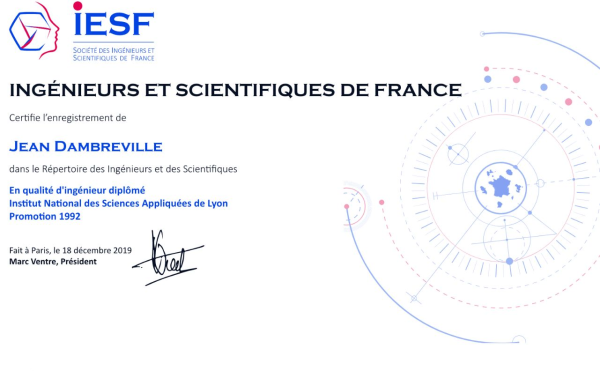 IESF
SOCIÉTÉ DES INGÉNIEURS ET
SCIENTIFIQUES DE FRANCE
INGÉNIEURS ET SCIENTIFIQUES DE FRANCE
Certifie l'enregistrement de
JEAN DAMBREVILLE
dans le Répertoire des Ingénieurs et des Scientifiques
En qualité d'ingénieur diplômé
Institut National des Sciences Appliquées de Lyon
Promotion 1992
Fait à Paris, le 18 décembre 2019
Marc Ventre, Président